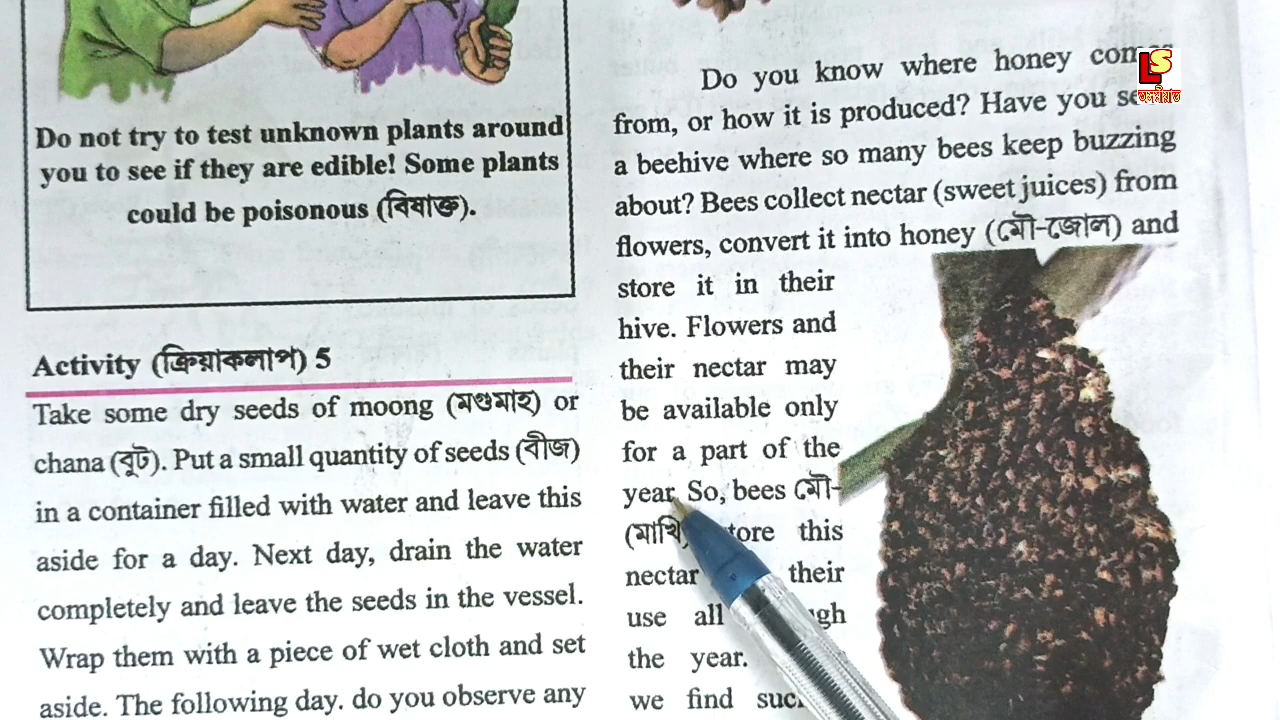 Do not try to test unknown plants around
you to see if they are edible! Some plants
could be poisonous (বিষাক্ত).
Activity (ক্ৰিয়াকলাপ) 5
Take some dry seeds of moong (মগুমাহ) or
chana (বূট). Put a small quantity of seeds (বীজ)
in a container filled with water and leave this
aside for a day. Next day, drain the water
completely and leave the seeds in the vessel.
Wrap them with a piece of wet cloth and set
aside. The following day. do you observe any
Do you know where honey comes
from, or how it is produced? Have you
a beehive where so many bees keep buzzing
about? Bees collect nectar (sweet juices) from
flowers, convert it into honey (মৌ-জোল) and
store it in their
hive. Flowers and
their nectar may
be available only
for a part of the
year. So, bees মৌ-
(মাখি) store this
nectar their
use all
the year.
we find
LS